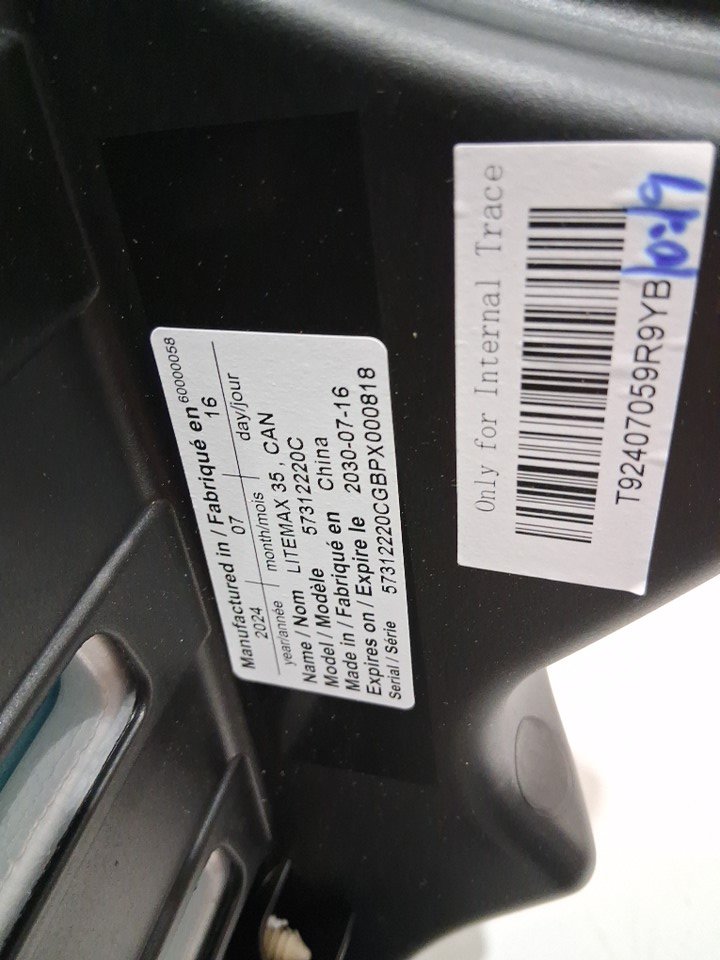 60000058
Manufactured in / Fabriqué en
2024 07 16
year/année month/mois day/jour
Name / Nom LITEMAX 35 , CAN
Model / Modèle 57312220C
Made in / Fabriqué en China
Expires on / Expire le 2030-07-16
Serial / Série 57312220CGBPX000818
Only for Internal Trace
T92407059R9YB
10:19